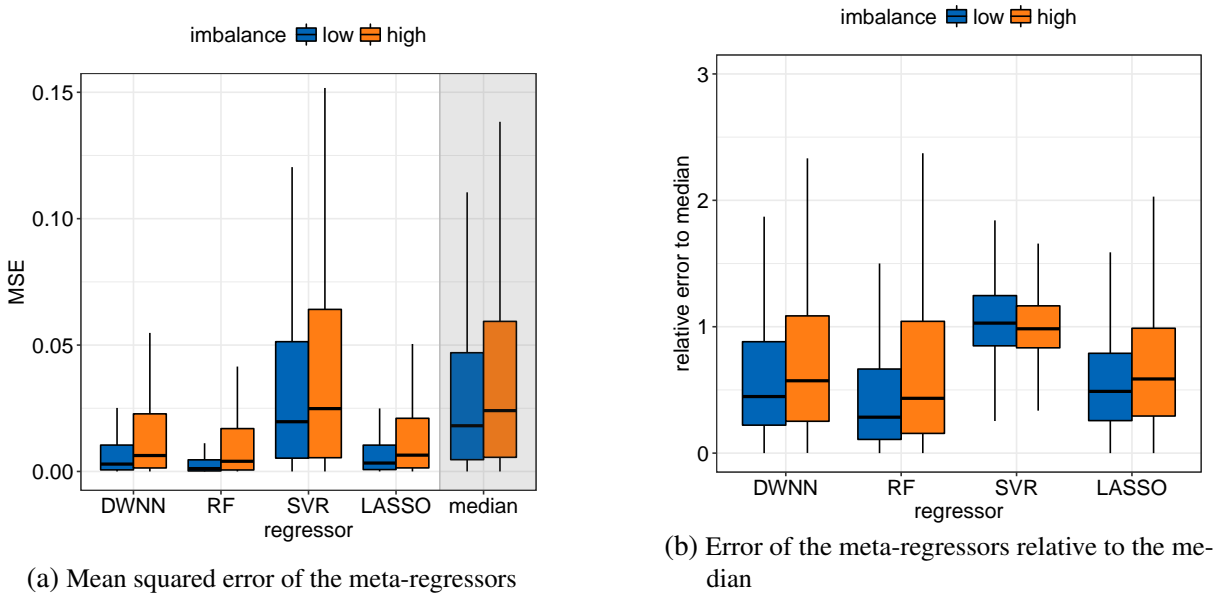 imbalance low high
0.15
0.10
0.05
0.00
MSE
DWNN RF SVR LASSO median
regressor
(a) Mean squared error of the meta-regressors
imbalance low high
3
2
1
0
relative error to median
DWNN RF SVR LASSO
regressor
(b) Error of the meta-regressors relative to the me-
dian